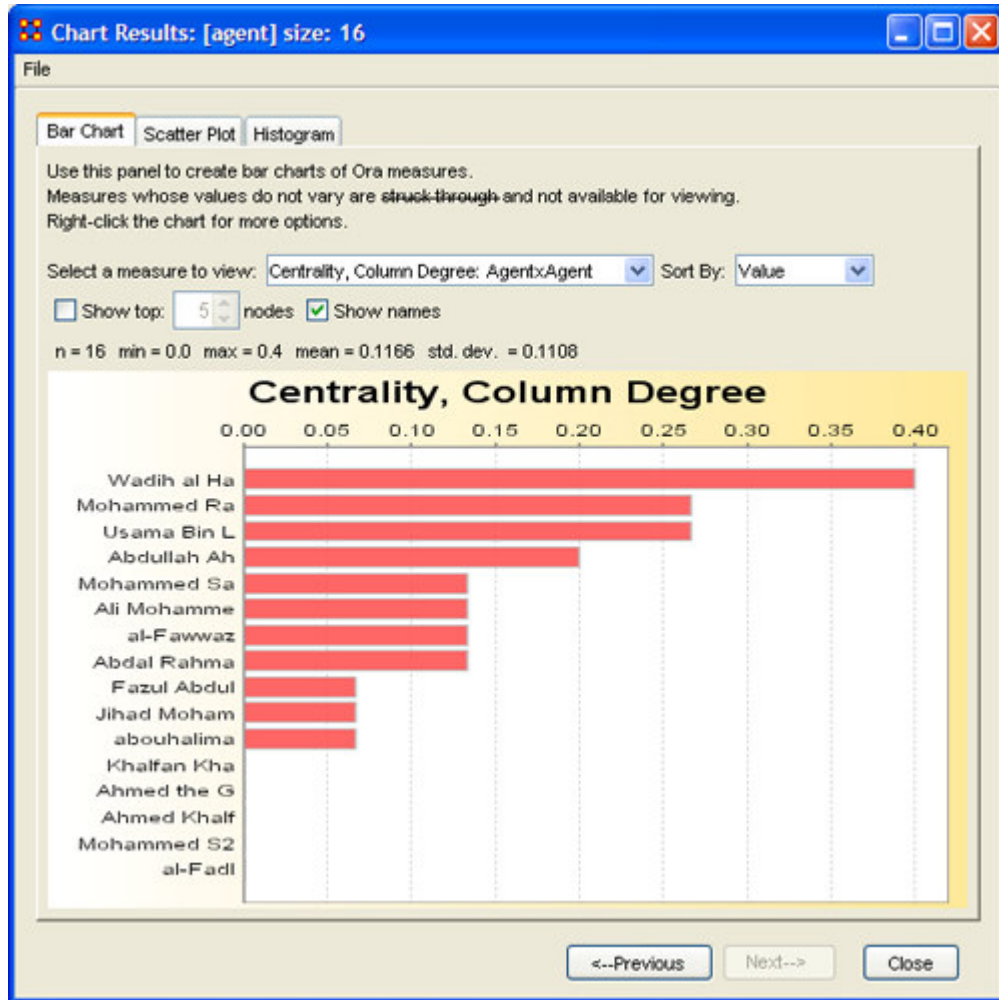 Chart Results: [agent] size: 16
File
Bar Chart Scatter Plot Histogram
Use this panel to create bar charts of Ora measures.
Measures whose values do not vary are struck through and not available for viewing.
Right-click the chart for more options.
Select a measure to view: Centrality, Column Degree: AgentxAgent Sort By: Value
Show top: 5 nodes Show names
n = 16 min = 0.0 max = 0.4 mean = 0.1166 std. dev. = 0.1108
Centrality, Column Degree
0.00 0.05 0.10 0.15 0.20 0.25 0.30 0.35 0.40
Wadih al Ha
Mohammed Ra
Usama Bin L
Abdullah Ah
Mohammed Sa
Ali Mohamme
al-Fawwaz
Abdal Rahma
Fazul Abdul
Jihad Moham
abouhalima
Khalfan Kha
Ahmed the G
Ahmed Khalf
Mohammed S2
al-Fadl
<--Previous Next--> Close